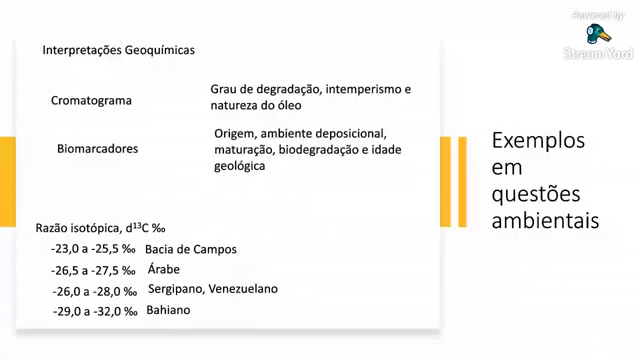 Powered by
StreamYard
Interpretações Geoquímicas
Cromatograma
Grau de degradação, intemperismo e
natureza do óleo
Biomarcadores
Origem, ambiente deposicional,
maturação, biodegradação e idade
geológica
Razão isotópica, d¹³C ‰
-23,0 a -25,5 ‰ Bacia de Campos
-26,5 a -27,5 ‰ Árabe
-26,0 a -28,0 ‰ Sergipano, Venezuelano
-29,0 a -32,0 ‰ Bahiano
Exemplos
em
questões
ambientais